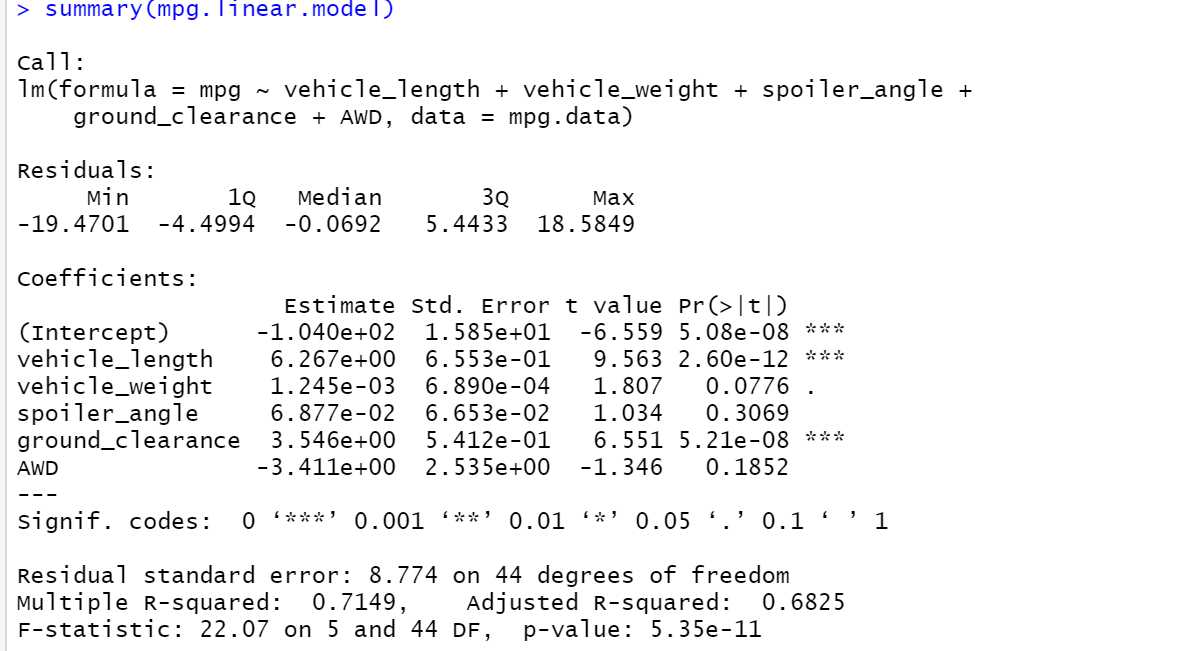 > summary(mpg.linear.model)
Call:
lm(formula = mpg ~ vehicle_length + vehicle_weight + spoiler_angle +
    ground_clearance + AWD, data = mpg.data)
Residuals:
     Min       1Q   Median       3Q      Max
-19.4701  -4.4994  -0.0692   5.4433  18.5849
Coefficients:
                   Estimate Std. Error t value Pr(>|t|)
(Intercept)      -1.040e+02  1.585e+01  -6.559 5.08e-08 ***
vehicle_length    6.267e+00  6.553e-01   9.563 2.60e-12 ***
vehicle_weight    1.245e-03  6.890e-04   1.807   0.0776 .
spoiler_angle     6.877e-02  6.653e-02   1.034   0.3069
ground_clearance  3.546e+00  5.412e-01   6.551 5.21e-08 ***
AWD              -3.411e+00  2.535e+00  -1.346   0.1852
---
Signif. codes:  0 ‘***’ 0.001 ‘**’ 0.01 ‘*’ 0.05 ‘.’ 0.1 ‘ ’ 1
Residual standard error: 8.774 on 44 degrees of freedom
Multiple R-squared:  0.7149,    Adjusted R-squared:  0.6825
F-statistic: 22.07 on 5 and 44 DF,  p-value: 5.35e-11